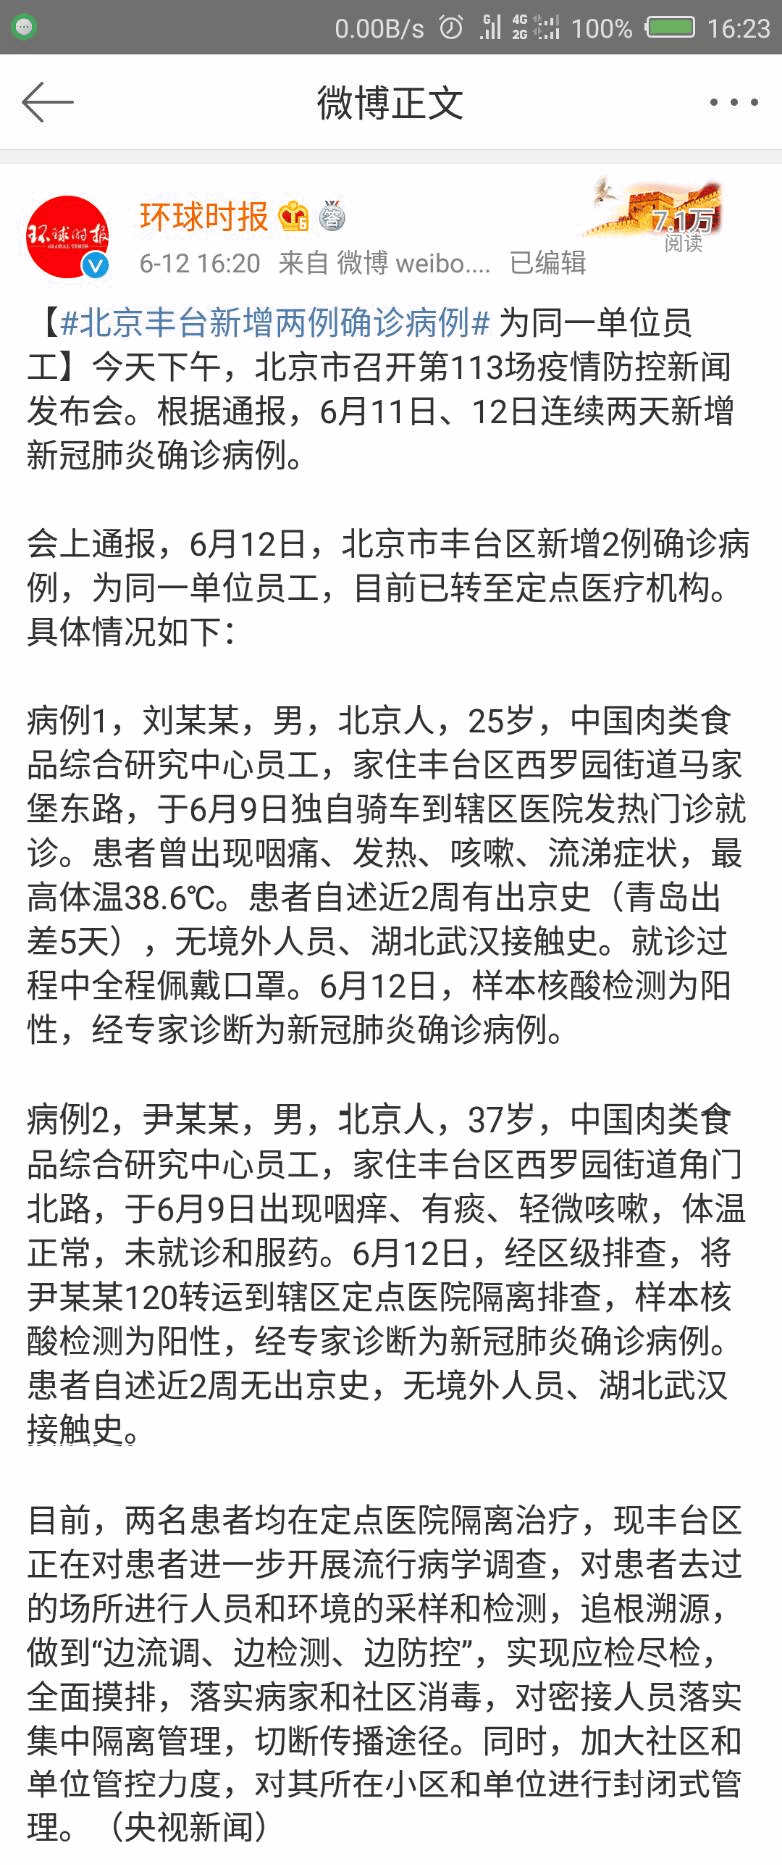 0.00B/s G 4G 2G 100% 16:23
微博正文
环球时报
GLOBAL TIMES
环球时报 6 答
7.1万
阅读
6-12 16:20 来自 微博 weibo.... 已编辑
【#北京丰台新增两例确诊病例# 为同一单位员
工】今天下午，北京市召开第113场疫情防控新闻
发布会。根据通报，6月11日、12日连续两天新增
新冠肺炎确诊病例。
会上通报，6月12日，北京市丰台区新增2例确诊病
例，为同一单位员工，目前已转至定点医疗机构。
具体情况如下：
病例1，刘某某，男，北京人，25岁，中国肉类食
品综合研究中心员工，家住丰台区西罗园街道马家
堡东路，于6月9日独自骑车到辖区医院发热门诊就
诊。患者曾出现咽痛、发热、咳嗽、流涕症状，最
高体温38.6℃。患者自述近2周有出京史（青岛出
差5天），无境外人员、湖北武汉接触史。就诊过
程中全程佩戴口罩。6月12日，样本核酸检测为阳
性，经专家诊断为新冠肺炎确诊病例。
病例2，尹某某，男，北京人，37岁，中国肉类食
品综合研究中心员工，家住丰台区西罗园街道角门
北路，于6月9日出现咽痒、有痰、轻微咳嗽，体温
正常，未就诊和服药。6月12日，经区级排查，将
尹某某120转运到辖区定点医院隔离排查，样本核
酸检测为阳性，经专家诊断为新冠肺炎确诊病例。
患者自述近2周无出京史，无境外人员、湖北武汉
接触史。
目前，两名患者均在定点医院隔离治疗，现丰台区
正在对患者进一步开展流行病学调查，对患者去过
的场所进行人员和环境的采样和检测，追根溯源，
做到“边流调、边检测、边防控”，实现应检尽检，
全面摸排，落实病家和社区消毒，对密接人员落实
集中隔离管理，切断传播途径。同时，加大社区和
单位管控力度，对其所在小区和单位进行封闭式管
理。（央视新闻）